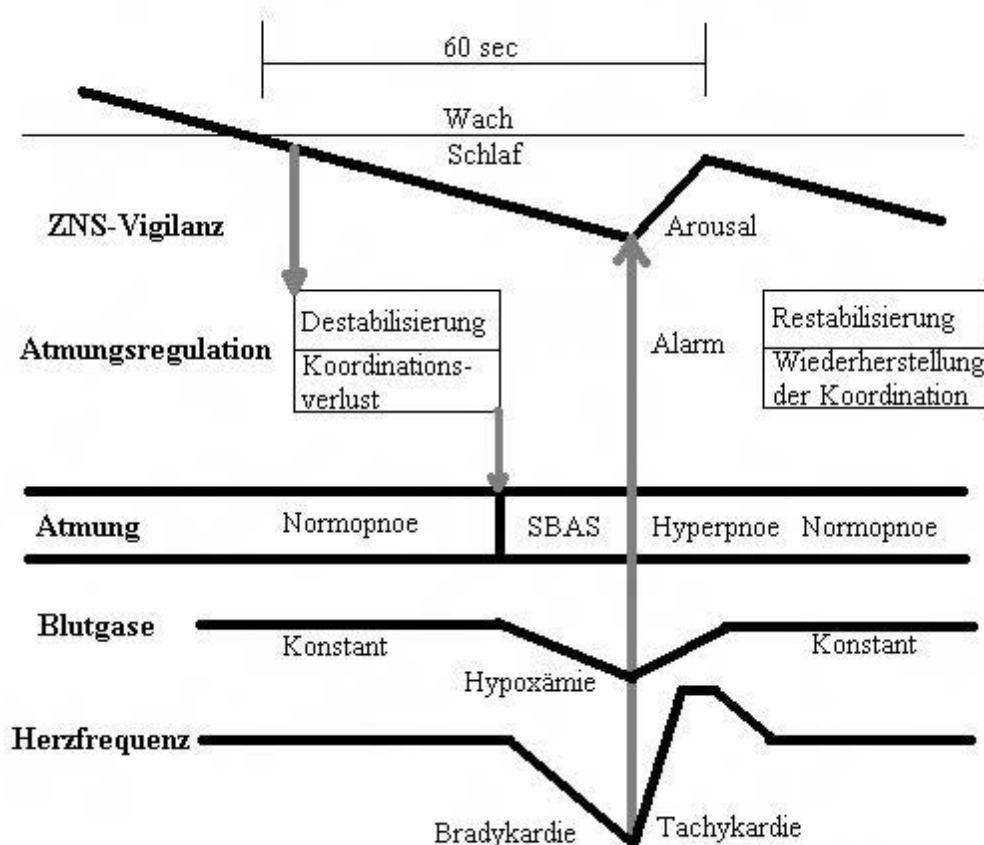 60 sec
Wach
Schlaf
ZNS-Vigilanz
Arousal
Atmungsregulation
Destabilisierung
Koordinations-
verlust
Alarm
Restabilisierung
Wiederherstellung
der Koordination
Atmung
Normopnoe
SBAS
Hyperpnoe
Normopnoe
Blutgase
Konstant
Hypoxämie
Konstant
Herzfrequenz
Bradykardie
Tachykardie